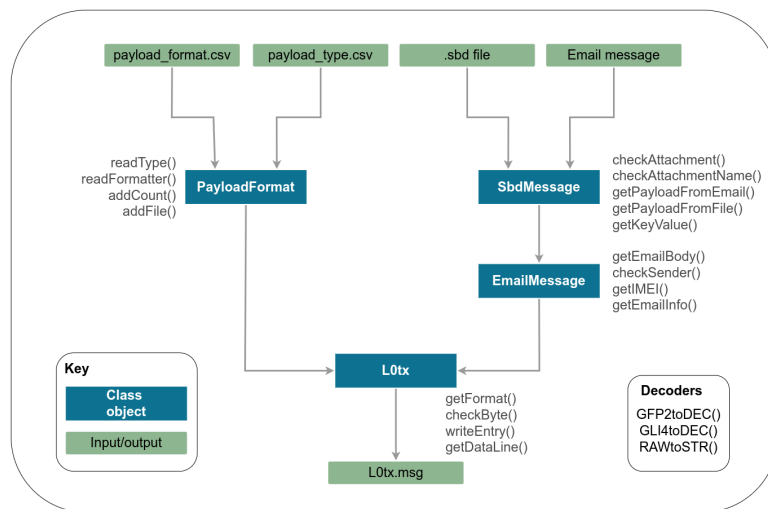 payload_format.csv
payload_type.csv
.sbd file
Email message
readType()
readFormatter()
addCount()
addFile()
PayloadFormat
SbdMessage
checkAttachment()
checkAttachmentName()
getPayloadFromEmail()
getPayloadFromFile()
getKeyValue()
EmailMessage
getEmailBody()
checkSender()
getIMEI()
getEmailInfo()
L0tx
getFormat()
checkByte()
writeEntry()
getDataLine()
L0tx.msg
Key
Class
object
Input/output
Decoders
GFP2toDEC()
GLI4toDEC()
RAWtoSTR()